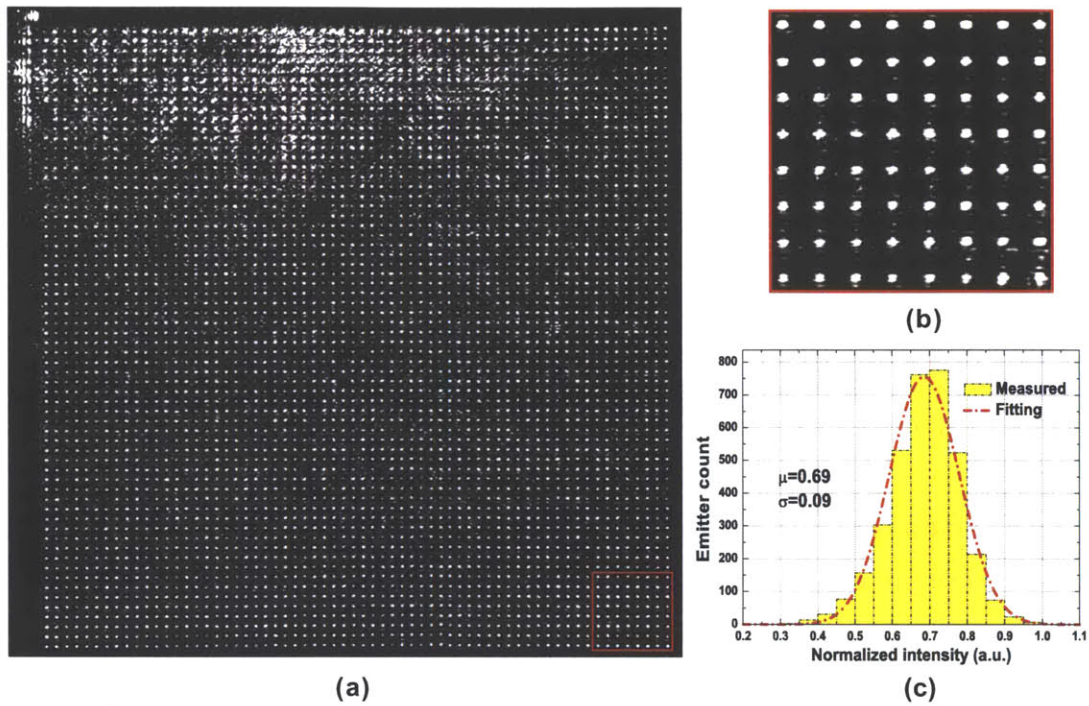 (a)
(b)
800
700
600
500
400
300
200
100
0
Emitter count
Measured
Fitting
μ=0.69
σ=0.09
0.2 0.3 0.4 0.5 0.6 0.7 0.8 0.9 1.0 1.1
Normalized intensity (a.u.)
(c)